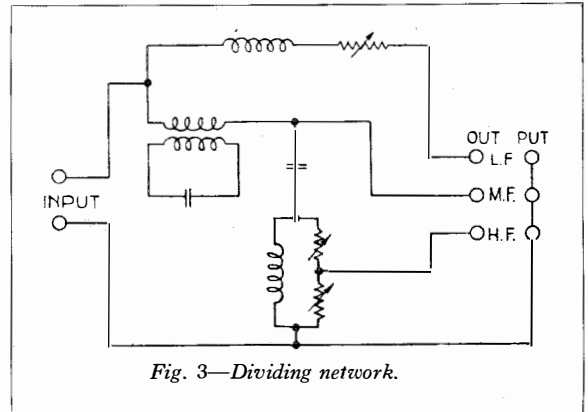 OUT PUT
L.F
INPUT
M.F.
H.F.
Fig. 3—Dividing network.